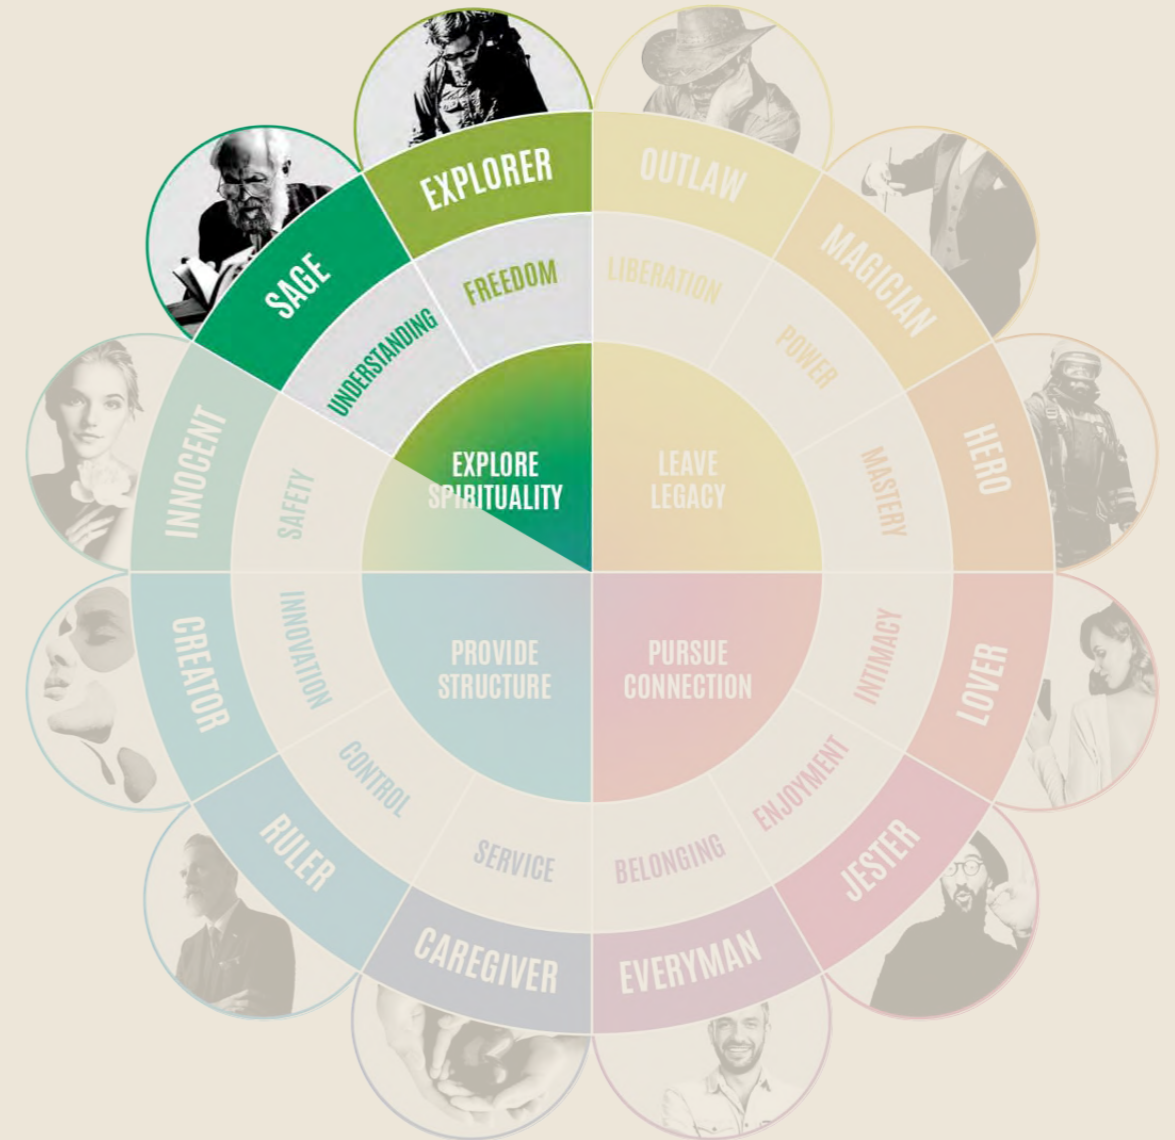 EXPLORER
OUTLAW
MAGICIAN
HERO
LOVER
JESTER
EVERYMAN
CAREGIVER
RULER
CREATOR
INNOCENT
SAGE
FREEDOM
LIBERATION
POWER
MASTERY
INTIMACY
ENJOYMENT
BELONGING
SERVICE
CONTROL
INNOVATION
SAFETY
UNDERSTANDING
EXPLORE
SPIRITUALITY
LEAVE
LEGACY
PROVIDE
STRUCTURE
PURSUE
CONNECTION